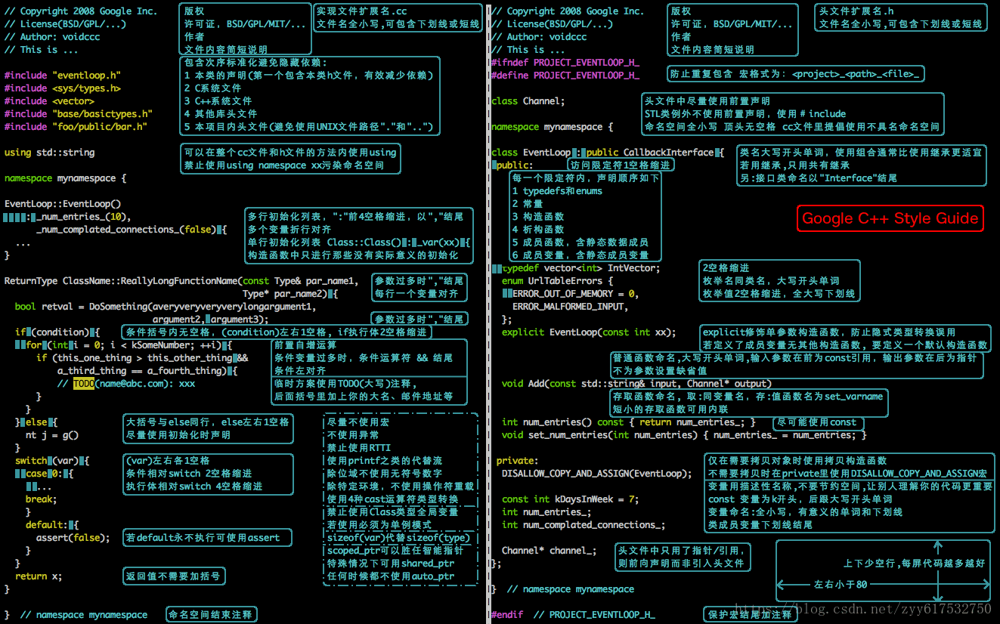 // Copyright 2008 Google Inc.
// License(BSD/GPL/...)
// Author: voidccc
// This is ...
版权
许可证，BSD/GPL/MIT/...
作者
文件内容简短说明
实现文件扩展名.cc
文件名全小写,可包含下划线或短线
#include "eventloop.h"
#include <sys/types.h>
#include <vector>
#include "base/basictypes.h"
#include "foo/public/bar.h"
包含次序标准化避免隐藏依赖:
1 本类的声明(第一个包含本类h文件，有效减少依赖)
2 C系统文件
3 C++系统文件
4 其他库头文件
5 本项目内头文件(避免使用UNIX文件路径"."和"..")
using std::string
可以在整个cc文件和h文件的方法内使用using
禁止使用using namespace xx污染命名空间
namespace mynamespace {
EventLoop::EventLoop()
: _num_entries_(10),
_num_complated_connections_(false) {
...
}
多行初始化列表，":"前4空格缩进，以","结尾
多个变量折行对齐
单行初始化列表 Class::Class() : _var(xx) {
构造函数中只进行那些没有实际意义的初始化
ReturnType ClassName::ReallyLongFunctionName(const Type& par_name1,
Type* par_name2) {
参数过多时","结尾
每行一个变量对齐
bool retval = DoSomething(averyveryveryverylongargument1,
argument2, argument3);
参数过多时","结尾
if (condition) {
条件括号内无空格，(condition)左右1空格，if执行体2空格缩进
for (int i = 0; i < kSomeNumber; ++i) {
if (this_one_thing > this_other_thing &&
a_third_thing == a_fourth_thing) {
// TODO(name@abc.com): xxx
}
}
前置自增运算
条件变量过多时，条件运算符 && 结尾
条件左对齐
临时方案使用TODO(大写)注释，
后面括号里加上你的大名、邮件地址等
} else {
nt j = g()
}
大括号与else同行，else左右1空格
尽量使用初始化时声明
switch (var) {
case 0: {
...
break;
}
default: {
assert(false);
}
}
return x;
}
(var)左右各1空格
条件相对switch 2空格缩进
执行体相对switch 4空格缩进
若default永不执行可使用assert
返回值不需要加括号
尽量不使用宏
不使用异常
禁止使用RTTI
使用printf之类的代替流
除位域不使用无符号数字
除特定环境，不使用操作符重载
使用4种cast运算符类型转换
禁止使用Class类型全局变量
若使用必须为单例模式
sizeof(var)代替sizeof(type)
scoped_ptr可以胜任智能指针
特殊情况下可用shared_ptr
任何时候都不使用auto_ptr
} // namespace mynamespace
命名空间结束注释
// Copyright 2008 Google Inc.
// License(BSD/GPL/...)
// Author: voidccc
// This is ...
版权
许可证，BSD/GPL/MIT/...
作者
文件内容简短说明
头文件扩展名.h
文件名全小写,可包含下划线或短线
#ifndef PROJECT_EVENTLOOP_H_
#define PROJECT_EVENTLOOP_H_
防止重复包含 宏格式为: <project>_<path>_<file>_
class Channel;
namespace mynamespace {
头文件中尽量使用前置声明
STL类例外不使用前置声明，使用＃include
命名空间全小写 顶头无空格 cc文件里提倡使用不具名命名空间
class EventLoop : public CallbackInterface {
public:
访问限定符1空格缩进
类名大写开头单词，使用组合通常比使用继承更适宜
若用继承,只用共有继承
另:接口类命名以"Interface"结尾
每一个限定符内，声明顺序如下
1 typedefs和enums
2 常量
3 构造函数
4 析构函数
5 成员函数，含静态数据成员
6 成员变量，含静态成员变量
Google C++ Style Guide
typedef vector<int> IntVector;
enum UrlTableErrors {
ERROR_OUT_OF_MEMORY = 0,
ERROR_MALFORMED_INPUT,
};
2空格缩进
枚举名同类名，大写开头单词
枚举值2空格缩进，全大写下划线
explicit EventLoop(const int xx);
explicit修饰单参数构造函数，防止隐式类型转换误用
若定义了成员变量无其他构造函数，要定义一个默认构造函数
普通函数命名,大写开头单词,输入参数在前为const引用，输出参数在后为指针
不为参数设置缺省值
void Add(const std::string& input, Channel* output)
存取函数命名，取:同变量名，存:值函数名为set_varname
短小的存取函数可用内联
int num_entries() const { return num_entries_; }
尽可能使用const
void set_num_entries(int num_entries) { num_entries_ = num_entries; }
private:
DISALLOW_COPY_AND_ASSIGN(EventLoop);
仅在需要拷贝对象时使用拷贝构造函数
不需要拷贝时在private里使用DISALLOW_COPY_AND_ASSIGN宏
变量用描述性名称,不要节约空间,让别人理解你的代码更重要
const 变量为k开头，后跟大写开头单词
变量命名:全小写，有意义的单词和下划线
类成员变量下划线结尾
const int kDaysInWeek = 7;
int num_entries_;
int num_complated_connections_;
Channel* channel_;
};
头文件中只用了指针/引用，
则前向声明而非引入头文件
上下少空行,每屏代码越多越好
左右小于80
} // namespace mynamespace
#endif // PROJECT_EVENTLOOP_H_
保护宏结尾加注释
https://blog.csdn.net/zyy617532750